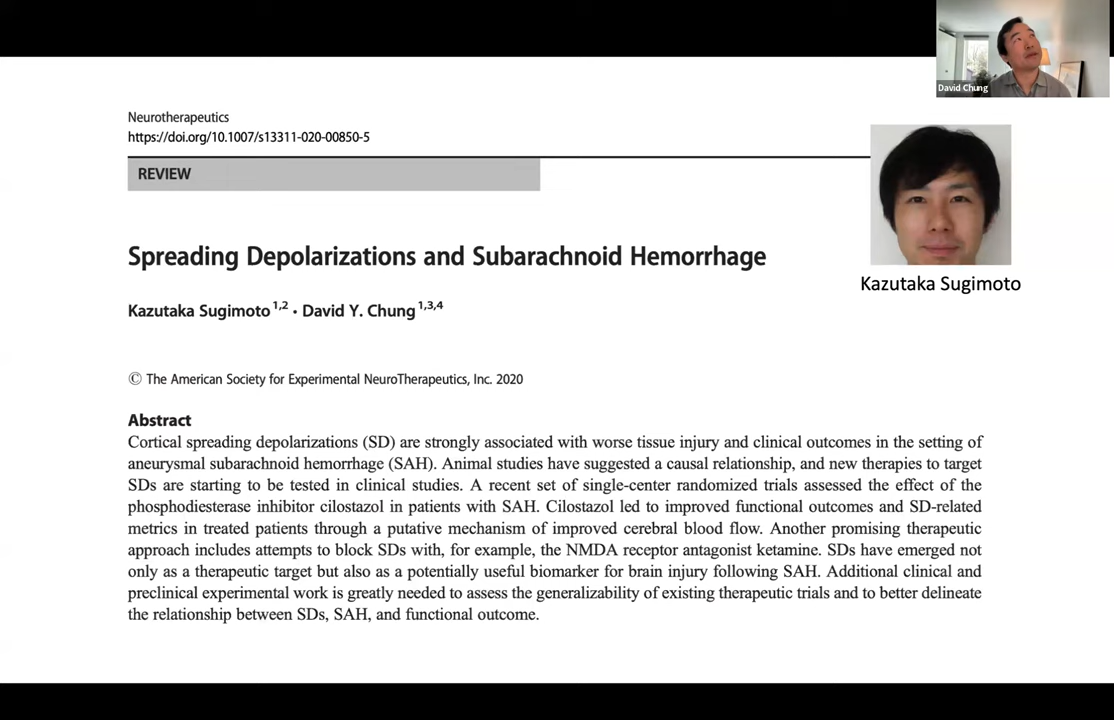 David Chung
Neurotherapeutics
https://doi.org/10.1007/s13311-020-00850-5
REVIEW
Spreading Depolarizations and Subarachnoid Hemorrhage
Kazutaka Sugimoto
Kazutaka Sugimoto 1,2 · David Y. Chung 1,3,4
© The American Society for Experimental NeuroTherapeutics, Inc. 2020
Abstract
Cortical spreading depolarizations (SD) are strongly associated with worse tissue injury and clinical outcomes in the setting of
aneurysmal subarachnoid hemorrhage (SAH). Animal studies have suggested a causal relationship, and new therapies to target
SDs are starting to be tested in clinical studies. A recent set of single-center randomized trials assessed the effect of the
phosphodiesterase inhibitor cilostazol in patients with SAH. Cilostazol led to improved functional outcomes and SD-related
metrics in treated patients through a putative mechanism of improved cerebral blood flow. Another promising therapeutic
approach includes attempts to block SDs with, for example, the NMDA receptor antagonist ketamine. SDs have emerged not
only as a therapeutic target but also as a potentially useful biomarker for brain injury following SAH. Additional clinical and
preclinical experimental work is greatly needed to assess the generalizability of existing therapeutic trials and to better delineate
the relationship between SDs, SAH, and functional outcome.